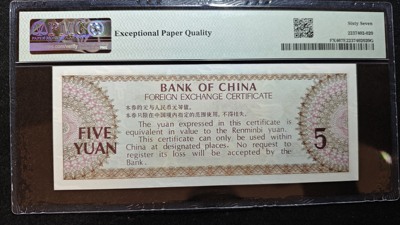 PMG
Exceptional Paper Quality
Sixty Seven
BANK OF CHINA
FOREIGN EXCHANGE CERTIFICATE
本券的元与人民币元等值。
本券只限在中国境内指定的范围使用，不得挂失。
FIVE
YUAN
5
The yuan expressed in this certificate is
equivalent in value to the Renminbi yuan.
This certificate can only be used within
China at designated places. No request to
register its loss will be accepted by the
Bank.